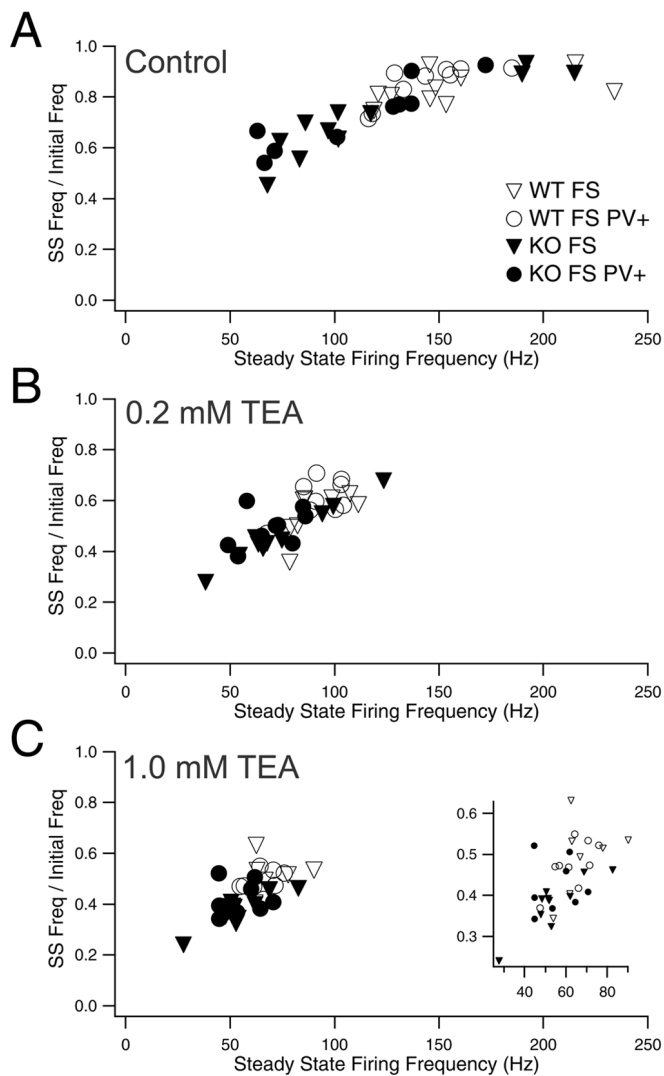 A
Control
SS Freq / Initial Freq
1.0
0.8
0.6
0.4
0.2
0.0
WT FS
WT FS PV+
KO FS
KO FS PV+
0 50 100 150 200 250
Steady State Firing Frequency (Hz)
B
0.2 mM TEA
SS Freq / Initial Freq
1.0
0.8
0.6
0.4
0.2
0.0
0 50 100 150 200 250
Steady State Firing Frequency (Hz)
C
1.0 mM TEA
SS Freq / Initial Freq
1.0
0.8
0.6
0.4
0.2
0.0
0.6
0.5
0.4
0.3
40 60 80
0 50 100 150 200 250
Steady State Firing Frequency (Hz)